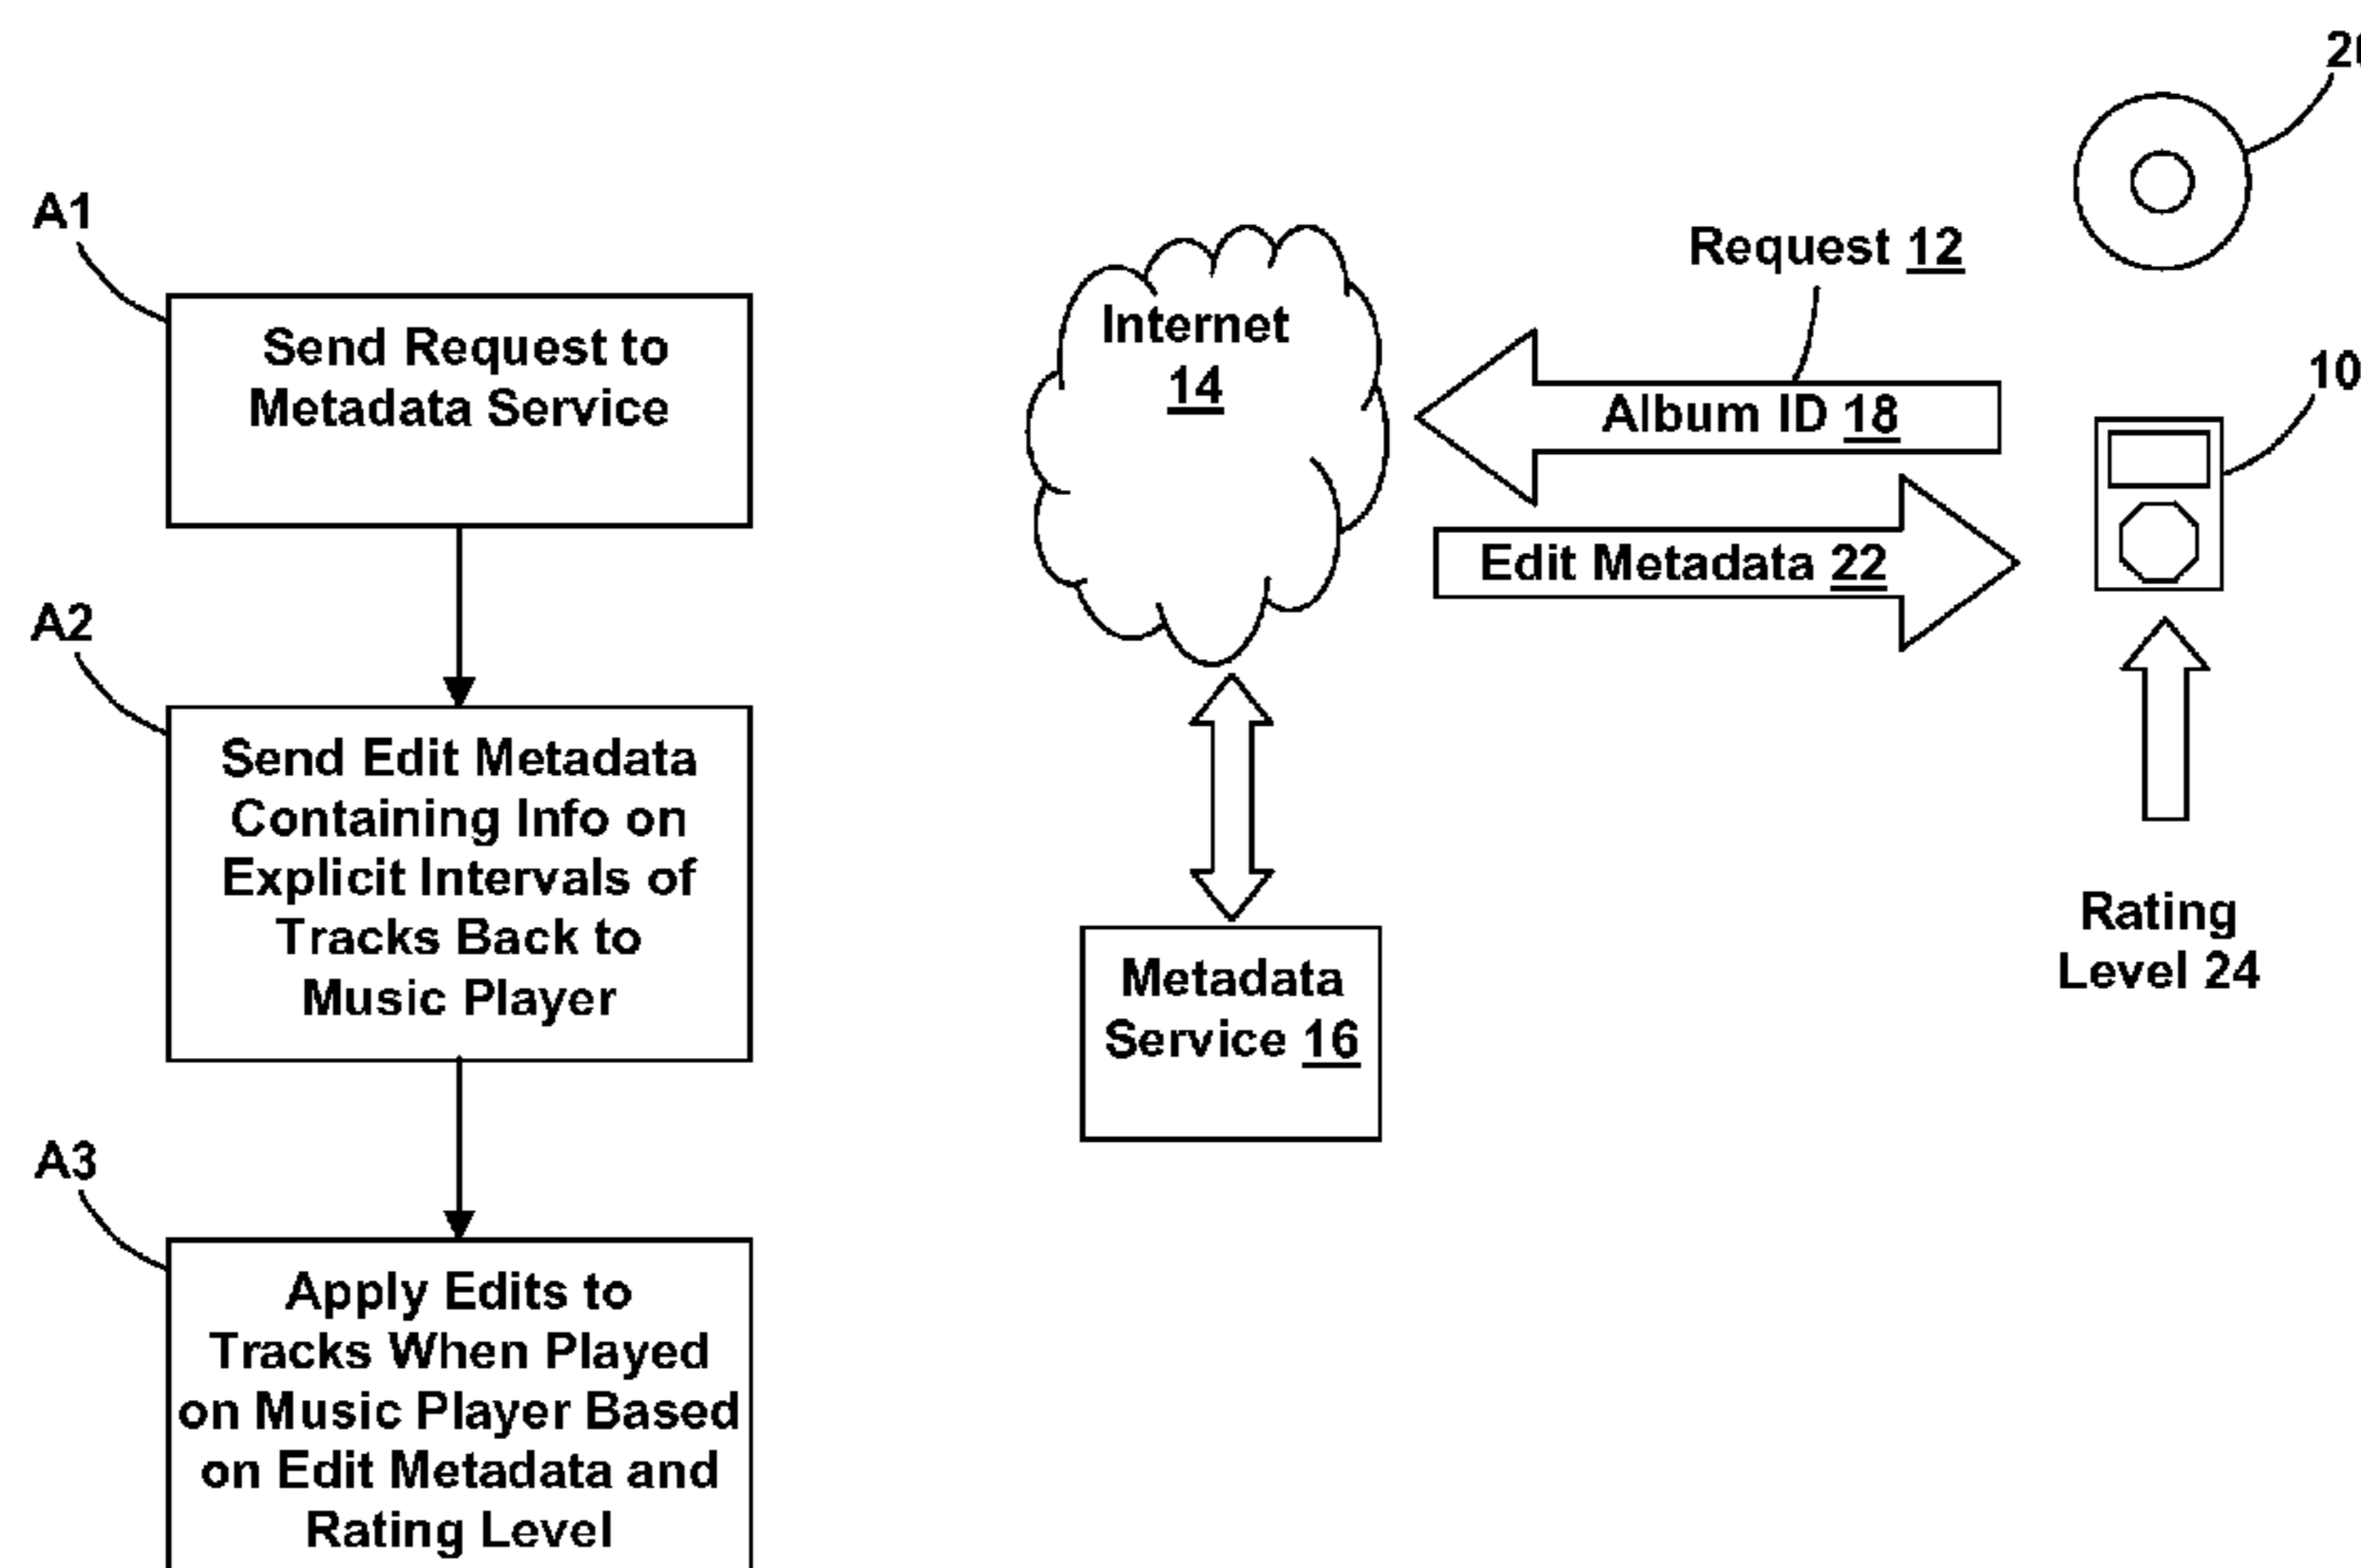 A1
Send Request to
Metadata Service
A2
Send Edit Metadata
Containing Info on
Explicit Intervals of
Tracks Back to
Music Player
A3
Apply Edits to
Tracks When Played
on Music Player Based
on Edit Metadata and
Rating Level
Internet
14
Request 12
Album ID 18
Edit Metadata 22
10
Metadata
Service 16
Rating
Level 24